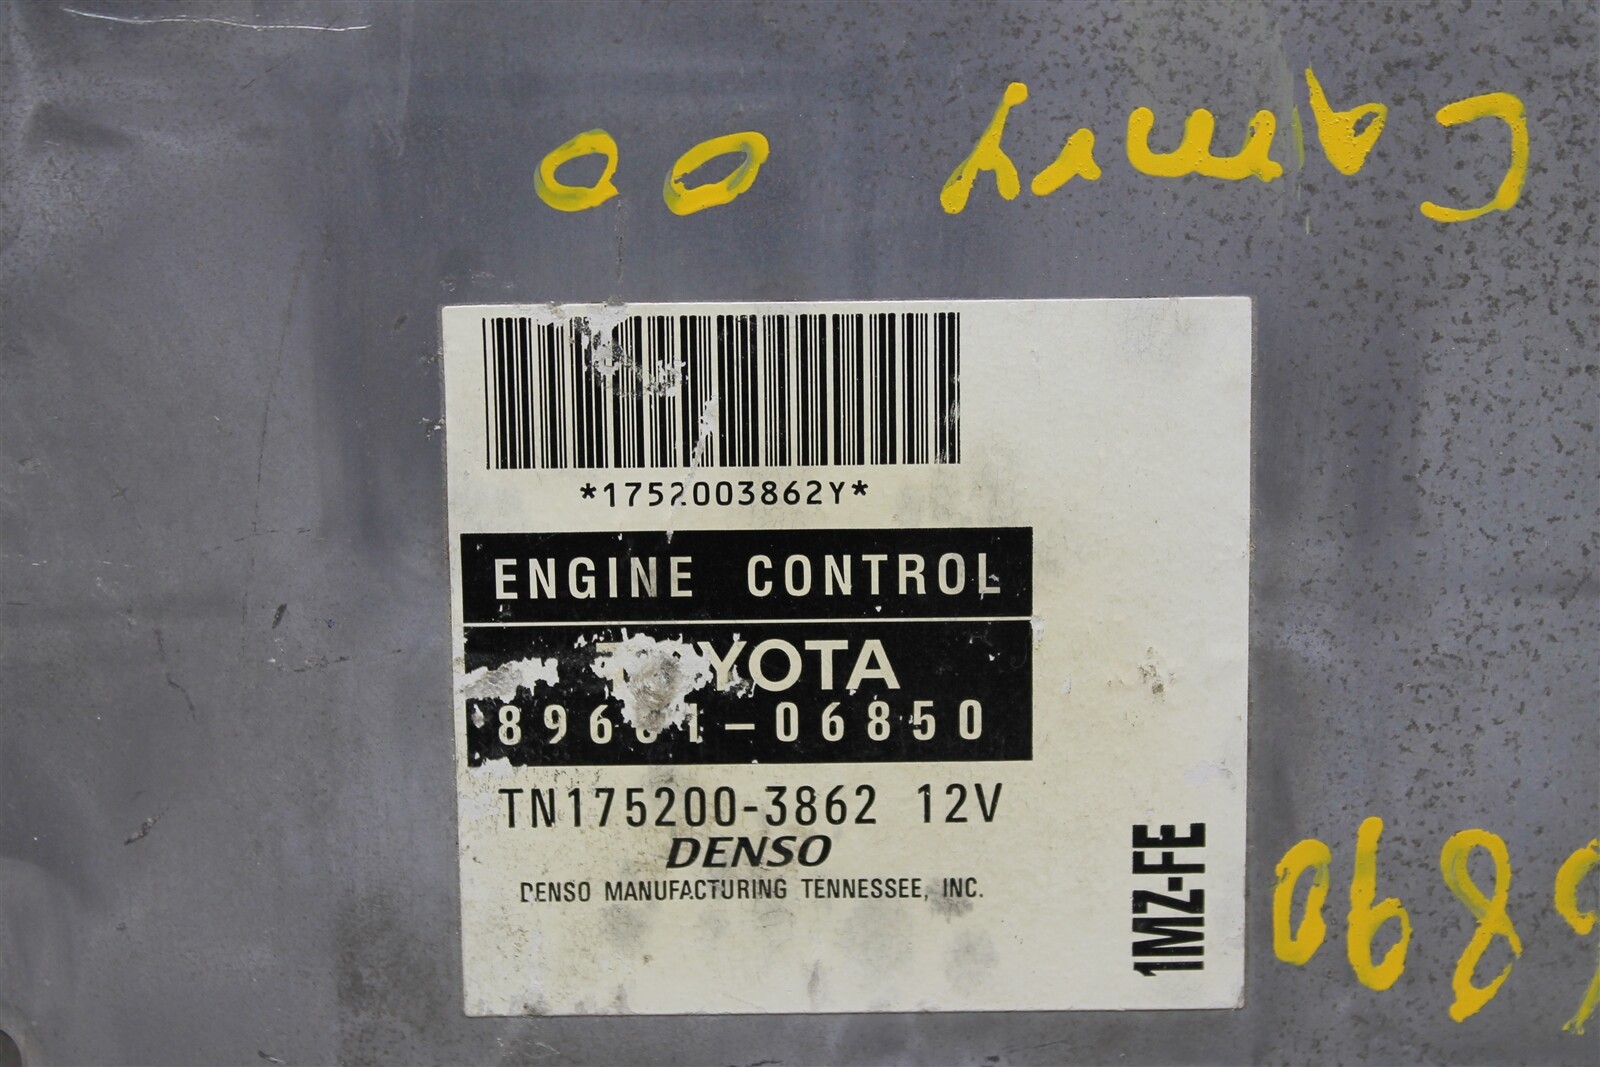 Camry 00
*1752003862Y*
ENGINE CONTROL
TOYOTA
89661-06850
TN175200-3862 12V
DENSO
DENSO MANUFACTURING TENNESSEE, INC.
1MZ-FE